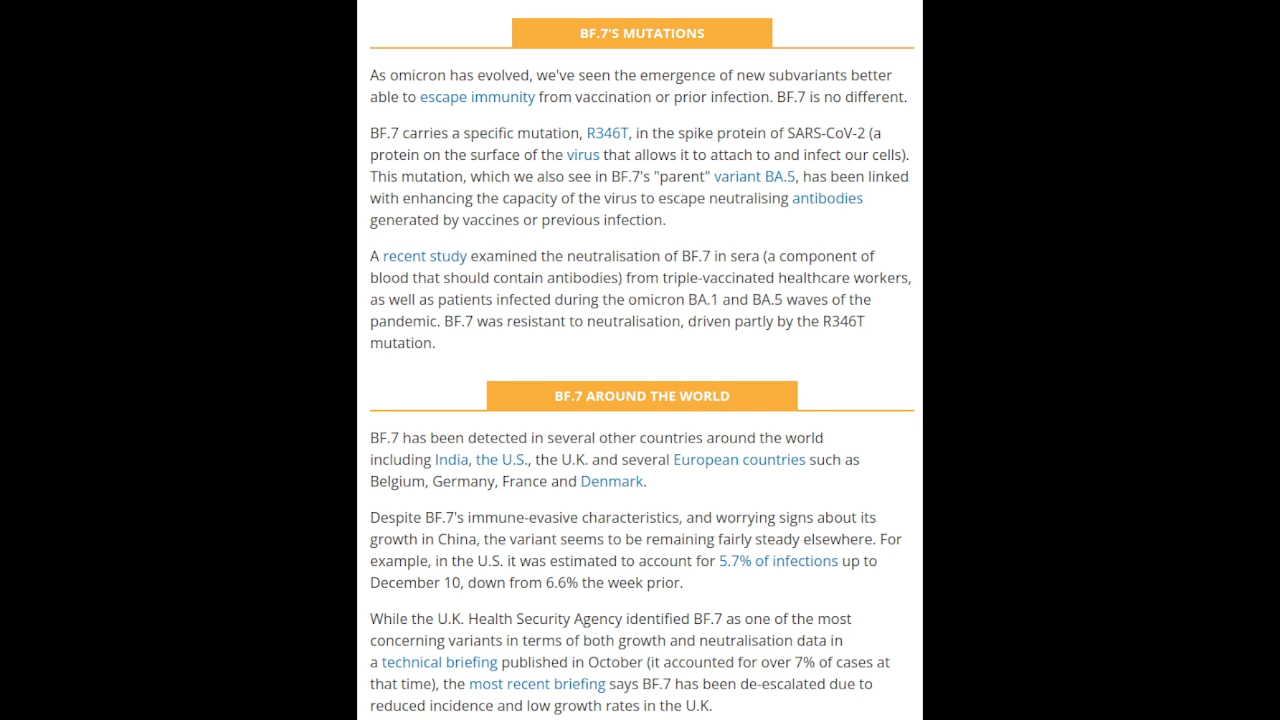 BF.7'S MUTATIONS
As omicron has evolved, we've seen the emergence of new subvariants better
able to escape immunity from vaccination or prior infection. BF.7 is no different.
BF.7 carries a specific mutation, R346T, in the spike protein of SARS-CoV-2 (a
protein on the surface of the virus that allows it to attach to and infect our cells).
This mutation, which we also see in BF.7's "parent" variant BA.5, has been linked
with enhancing the capacity of the virus to escape neutralising antibodies
generated by vaccines or previous infection.
A recent study examined the neutralisation of BF.7 in sera (a component of
blood that should contain antibodies) from triple-vaccinated healthcare workers,
as well as patients infected during the omicron BA.1 and BA.5 waves of the
pandemic. BF.7 was resistant to neutralisation, driven partly by the R346T
mutation.
BF.7 AROUND THE WORLD
BF.7 has been detected in several other countries around the world
including India, the U.S., the U.K. and several European countries such as
Belgium, Germany, France and Denmark.
Despite BF.7's immune-evasive characteristics, and worrying signs about its
growth in China, the variant seems to be remaining fairly steady elsewhere. For
example, in the U.S. it was estimated to account for 5.7% of infections up to
December 10, down from 6.6% the week prior.
While the U.K. Health Security Agency identified BF.7 as one of the most
concerning variants in terms of both growth and neutralisation data in
a technical briefing published in October (it accounted for over 7% of cases at
that time), the most recent briefing says BF.7 has been de-escalated due to
reduced incidence and low growth rates in the U.K.